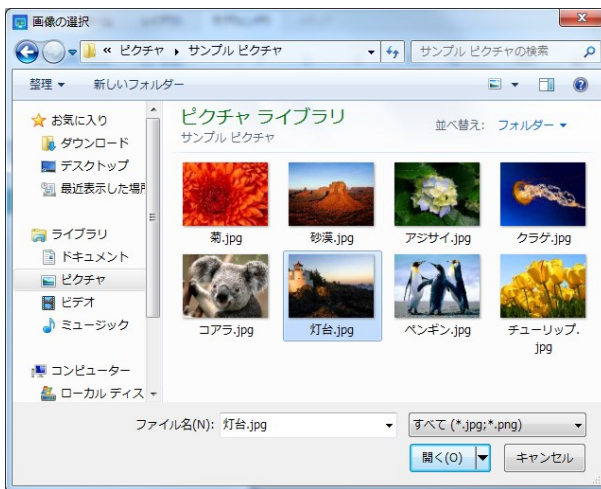 画像の選択
« ピクチャ ▸ サンプル ピクチャ
サンプル ピクチャの検索
整理 ▼ 新しいフォルダー
お気に入り
ダウンロード
デスクトップ
最近表示した場所
ライブラリ
ドキュメント
ピクチャ
ビデオ
ミュージック
コンピューター
ローカル ディス
ピクチャ ライブラリ
サンプル ピクチャ
並べ替え: フォルダー ▼
菊.jpg
砂漠.jpg
アジサイ.jpg
クラゲ.jpg
コアラ.jpg
灯台.jpg
ペンギン.jpg
チューリップ.
jpg
ファイル名(N): 灯台.jpg
すべて (*.jpg;*.png)
開く(O)
キャンセル